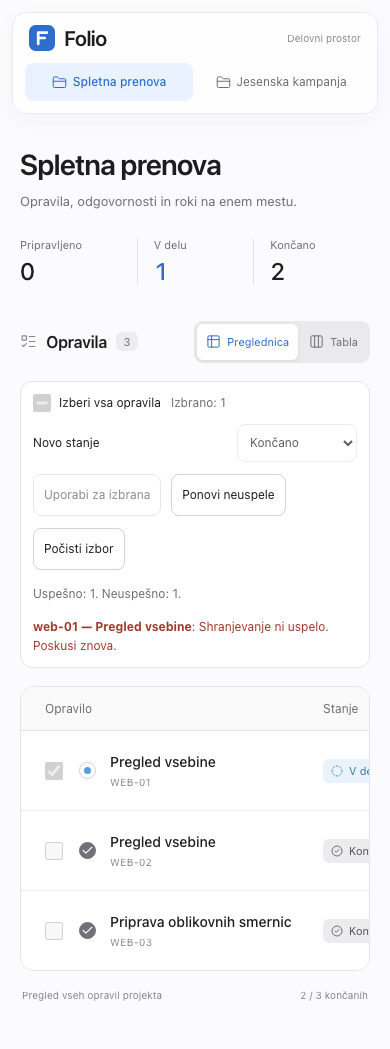 F Folio
Delovni prostor
Spletna prenova
Jesenska kampanja
Spletna prenova
Opravila, odgovornosti in roki na enem mestu.
Pripravljeno
V delu
Končano
0
1
2
Opravila 3
Preglednica
Tabla
Izberi vsa opravila Izbrano: 1
Novo stanje
Končano
Uporabi za izbrana
Ponovi neuspele
Počisti izbor
Uspešno: 1. Neuspešno: 1.
web-01 — Pregled vsebine: Shranjevanje ni uspelo.
Poskusi znova.
Opravilo
Stanje
Pregled vsebine
V de
WEB-01
Pregled vsebine
Kon
WEB-02
Priprava oblikovnih smernic
Kon
WEB-03
Pregled vseh opravil projekta
2 / 3 končanih